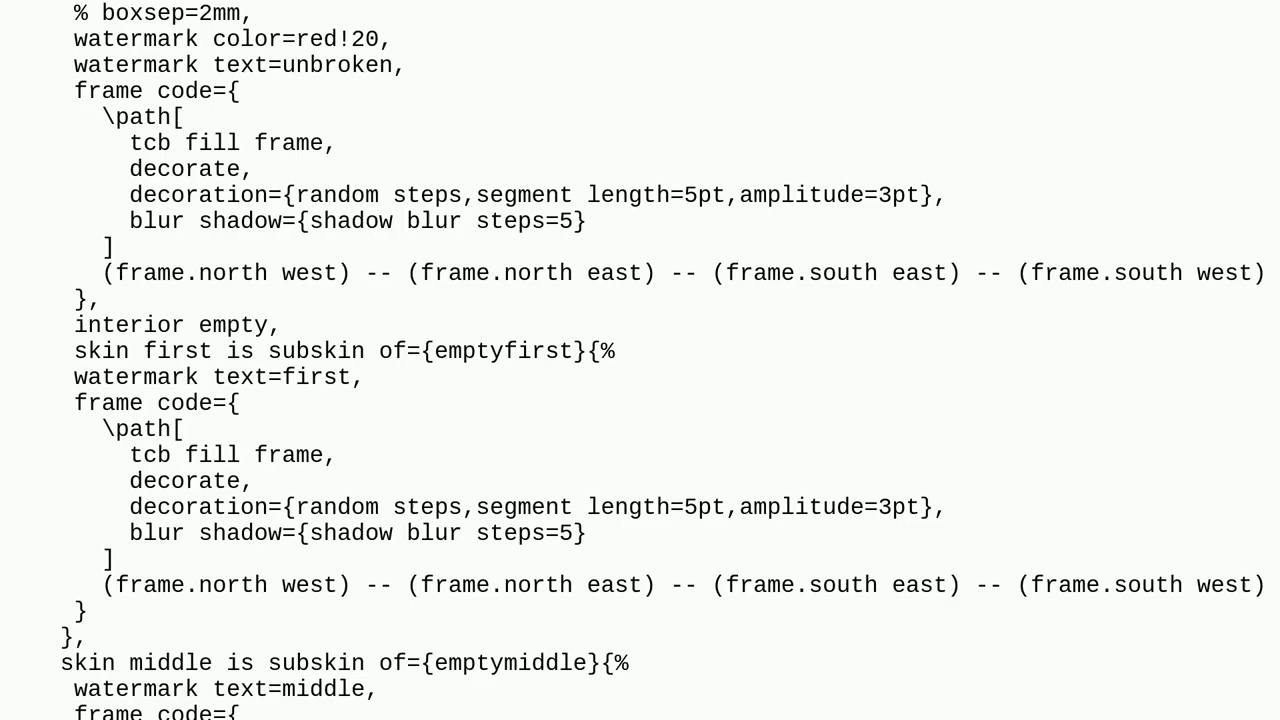 % boxsep=2mm,
watermark color=red!20,
watermark text=unbroken,
frame code={
\path[
tcb fill frame,
decorate,
decoration={random steps,segment length=5pt,amplitude=3pt},
blur shadow={shadow blur steps=5}
]
(frame.north west) -- (frame.north east) -- (frame.south east) -- (frame.south west)
},
interior empty,
skin first is subskin of={emptyfirst}{%
watermark text=first,
frame code={
\path[
tcb fill frame,
decorate,
decoration={random steps,segment length=5pt,amplitude=3pt},
blur shadow={shadow blur steps=5}
]
(frame.north west) -- (frame.north east) -- (frame.south east) -- (frame.south west)
}
},
skin middle is subskin of={emptymiddle}{%
watermark text=middle,
frame code={